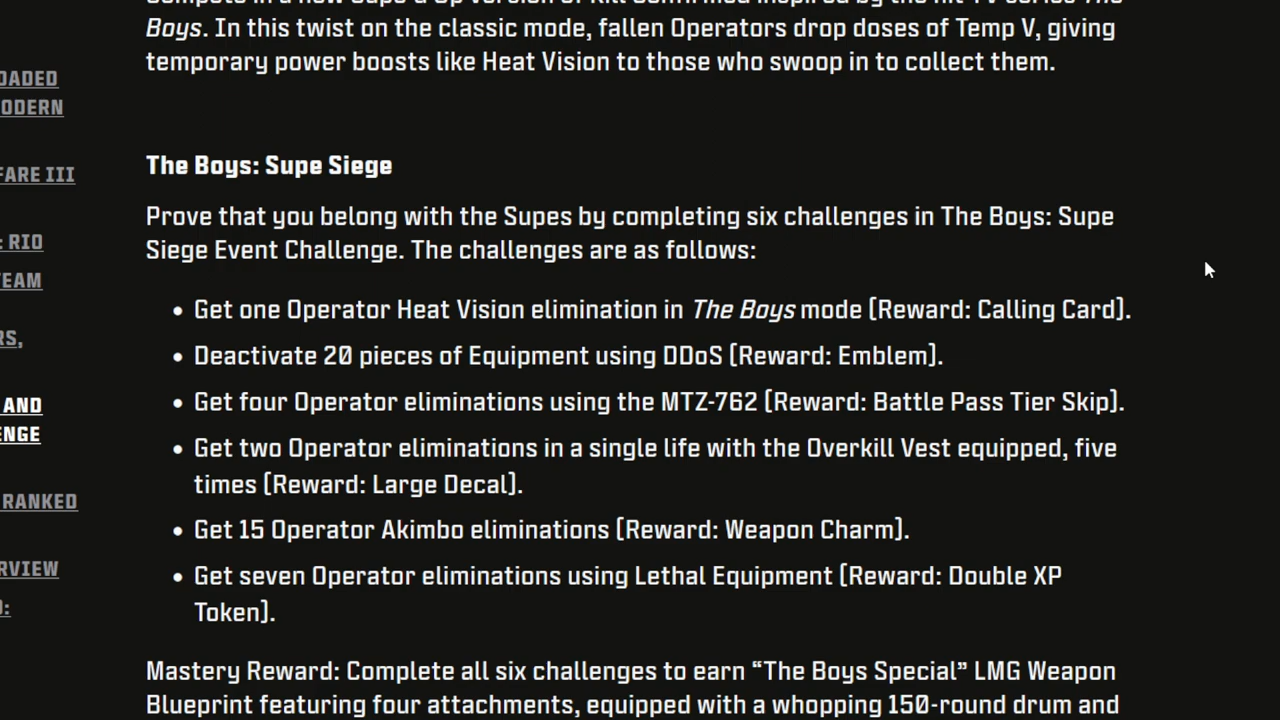 Boys. In this twist on the classic mode, fallen Operators drop doses of Temp V, giving
temporary power boosts like Heat Vision to those who swoop in to collect them.
OADED
ODERN
FARE III
: RIO
EAM
RS,
AND
ENGE
RANKED
RVIEW
The Boys: Supe Siege
Prove that you belong with the Supes by completing six challenges in The Boys: Supe
Siege Event Challenge. The challenges are as follows:
• Get one Operator Heat Vision elimination in The Boys mode [Reward: Calling Card].
• Deactivate 20 pieces of Equipment using DDoS [Reward: Emblem].
• Get four Operator eliminations using the MTZ-762 [Reward: Battle Pass Tier Skip].
• Get two Operator eliminations in a single life with the Overkill Vest equipped, five
times [Reward: Large Decal].
• Get 15 Operator Akimbo eliminations [Reward: Weapon Charm].
• Get seven Operator eliminations using Lethal Equipment [Reward: Double XP
Token].
Mastery Reward: Complete all six challenges to earn “The Boys Special” LMG Weapon
Blueprint featuring four attachments, equipped with a whopping 150-round drum and